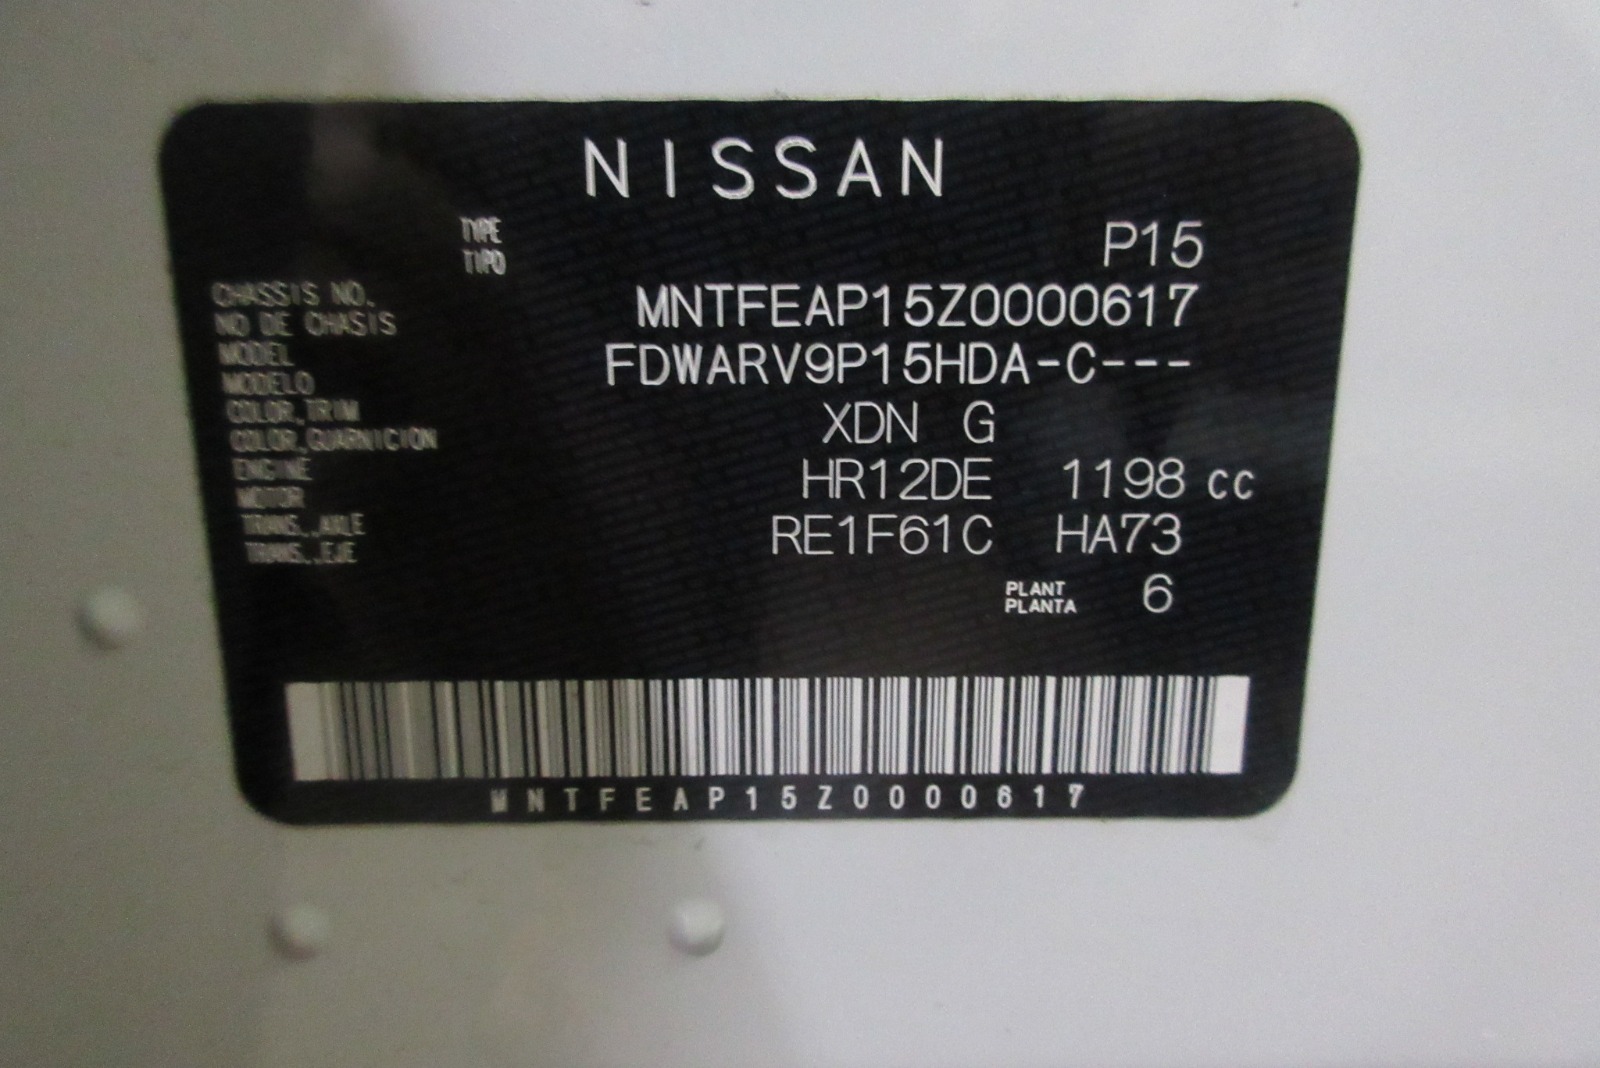 NISSAN
TYPE
TIPO P15
CHASSIS NO.
NO DE CHASIS MNTFEAP15Z0000617
MODEL
MODELO FDWARV9P15HDA-C---
COLOR,TRIM
COLOR,GUARNICION XDN G
ENGINE
MOTOR HR12DE 1198 cc
TRANS.,AXLE
TRANS.,EJE RE1F61C HA73
PLANT
PLANTA 6
MNTFEAP15Z0000617